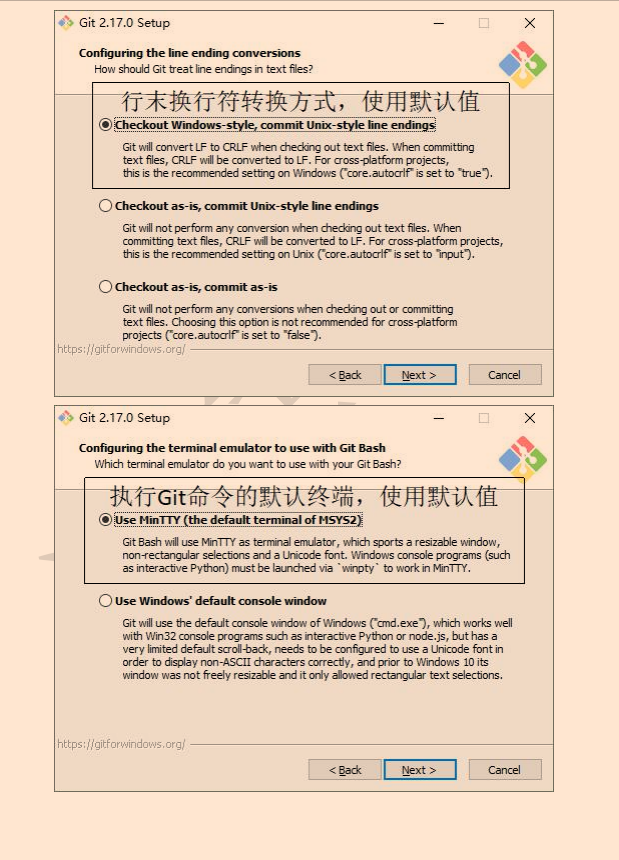 Git 2.17.0 Setup
Configuring the line ending conversions
How should Git treat line endings in text files?
行末换行符转换方式，使用默认值
Checkout Windows-style, commit Unix-style line endings
Git will convert LF to CRLF when checking out text files. When committing
text files, CRLF will be converted to LF. For cross-platform projects,
this is the recommended setting on Windows ("core.autocrlf" is set to "true").
Checkout as-is, commit Unix-style line endings
Git will not perform any conversion when checking out text files. When
committing text files, CRLF will be converted to LF. For cross-platform projects,
this is the recommended setting on Unix ("core.autocrlf" is set to "input").
Checkout as-is, commit as-is
Git will not perform any conversions when checking out or committing
text files. Choosing this option is not recommended for cross-platform
projects ("core.autocrlf" is set to "false").
https://gitforwindows.org/
< Back Next > Cancel
Git 2.17.0 Setup
Configuring the terminal emulator to use with Git Bash
Which terminal emulator do you want to use with your Git Bash?
执行Git命令的默认终端，使用默认值
Use MinTTY (the default terminal of MSYS2)
Git Bash will use MinTTY as terminal emulator, which sports a resizable window,
non-rectangular selections and a Unicode font. Windows console programs (such
as interactive Python) must be launched via `winpty` to work in MinTTY.
Use Windows' default console window
Git will use the default console window of Windows ("cmd.exe"), which works well
with Win32 console programs such as interactive Python or node.js, but has a
very limited default scroll-back, needs to be configured to use a Unicode font in
order to display non-ASCII characters correctly, and prior to Windows 10 its
window was not freely resizable and it only allowed rectangular text selections.
https://gitforwindows.org/
< Back Next > Cancel